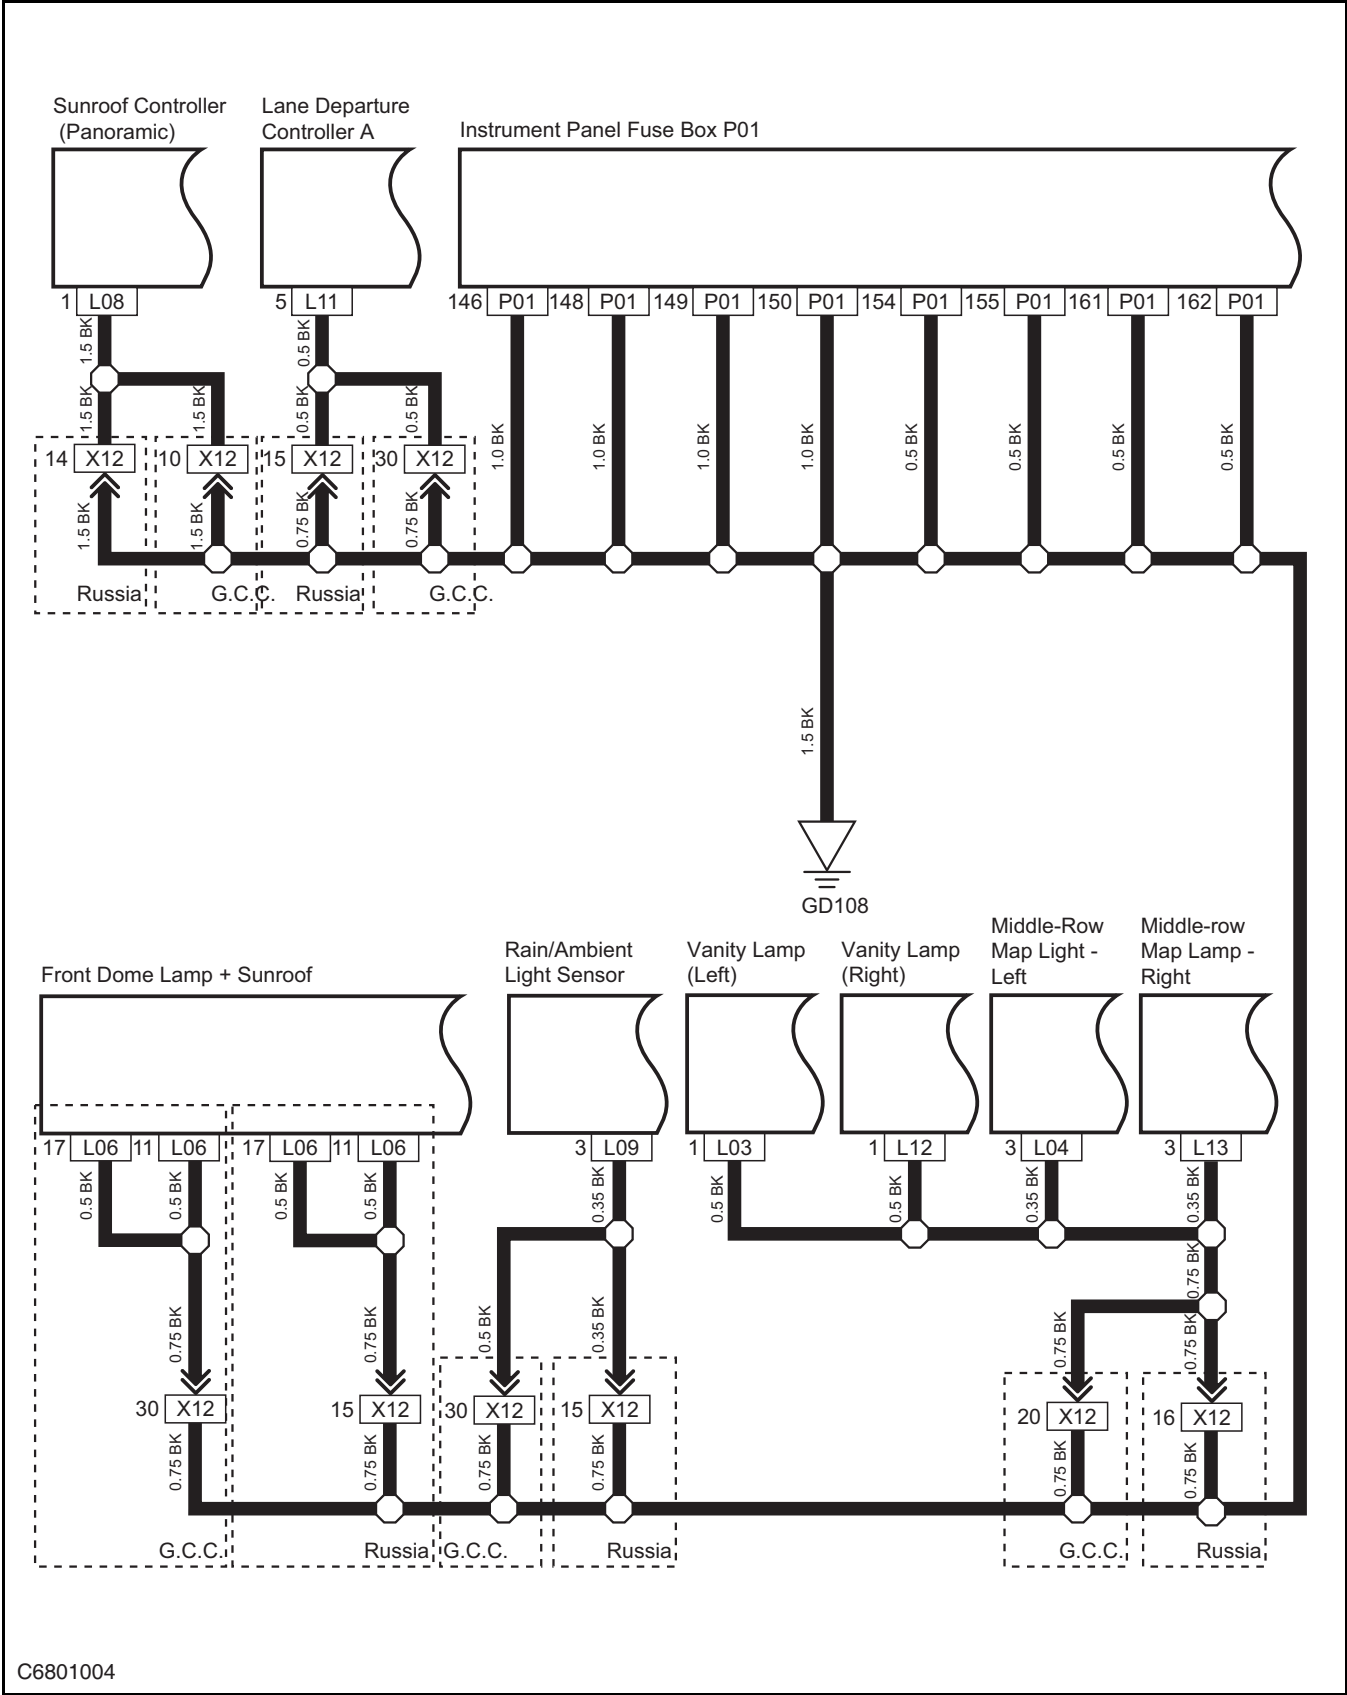 Sunroof Controller
(Panoramic)
Lane Departure
Controller A
Instrument Panel Fuse Box P01
1 L08
5 L11
146 P01 148 P01 149 P01 150 P01 154 P01 155 P01 161 P01 162 P01
1.5 BK
0.5 BK
1.5 BK
1.5 BK
0.5 BK
0.5 BK
1.0 BK
1.0 BK
1.0 BK
1.0 BK
0.5 BK
0.5 BK
0.5 BK
0.5 BK
14 X12
10 X12
15 X12
30 X12
1.5 BK
1.5 BK
0.75 BK
0.75 BK
Russia
G.C.C.
Russia
G.C.C.
1.5 BK
GD108
Front Dome Lamp + Sunroof
Rain/Ambient
Light Sensor
Vanity Lamp
(Left)
Vanity Lamp
(Right)
Middle-Row
Map Light -
Left
Middle-row
Map Lamp -
Right
17 L06 11 L06
17 L06 11 L06
3 L09
1 L03
1 L12
3 L04
3 L13
0.5 BK
0.5 BK
0.5 BK
0.5 BK
0.35 BK
0.5 BK
0.5 BK
0.35 BK
0.35 BK
0.75 BK
0.75 BK
0.75 BK
0.5 BK
0.35 BK
0.75 BK
0.75 BK
30 X12
15 X12
30 X12
15 X12
20 X12
16 X12
0.75 BK
0.75 BK
0.75 BK
0.75 BK
0.75 BK
0.75 BK
G.C.C.
Russia
G.C.C.
Russia
G.C.C.
Russia
C6801004